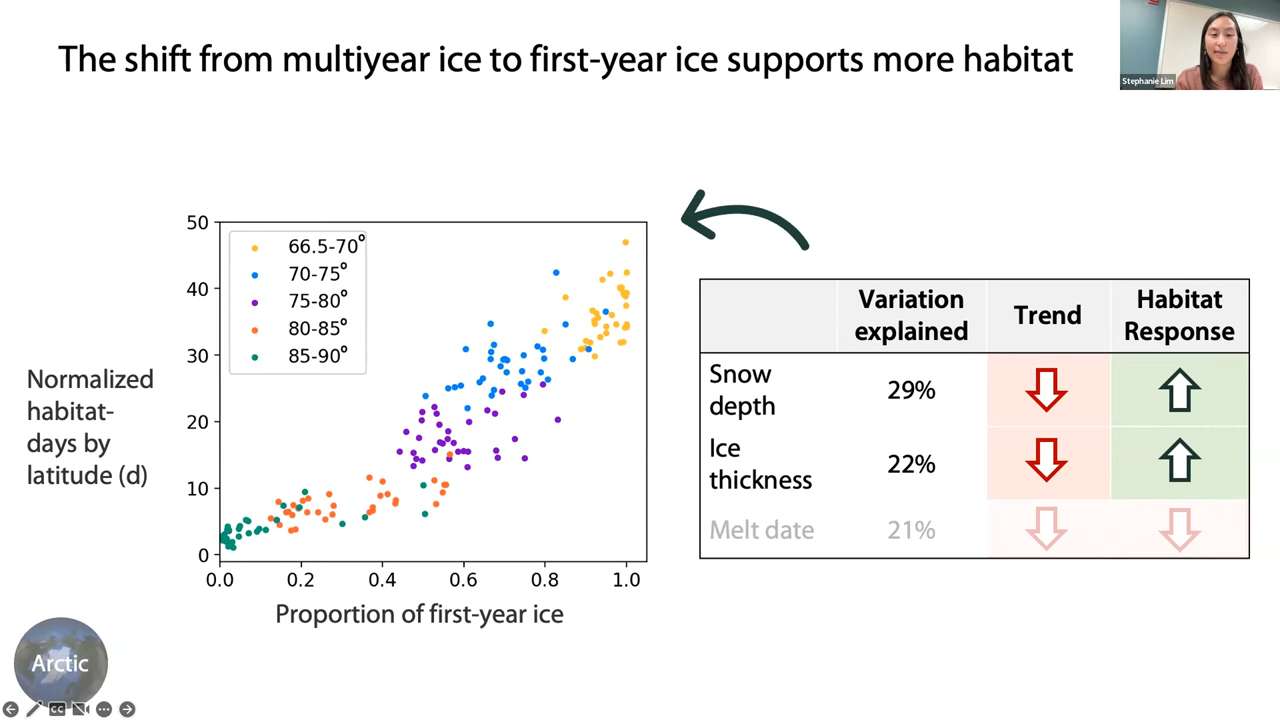 The shift from multiyear ice to first-year ice supports more habitat
Stephanie Lim
50
40
30
20
10
0
66.5-70°
70-75°
75-80°
80-85°
85-90°
Normalized
habitat-
days by
latitude (d)
0.0 0.2 0.4 0.6 0.8 1.0
Proportion of first-year ice
Variation
explained
Trend
Habitat
Response
Snow
depth
29%
Ice
thickness
22%
Melt date 21%
Arctic
CC